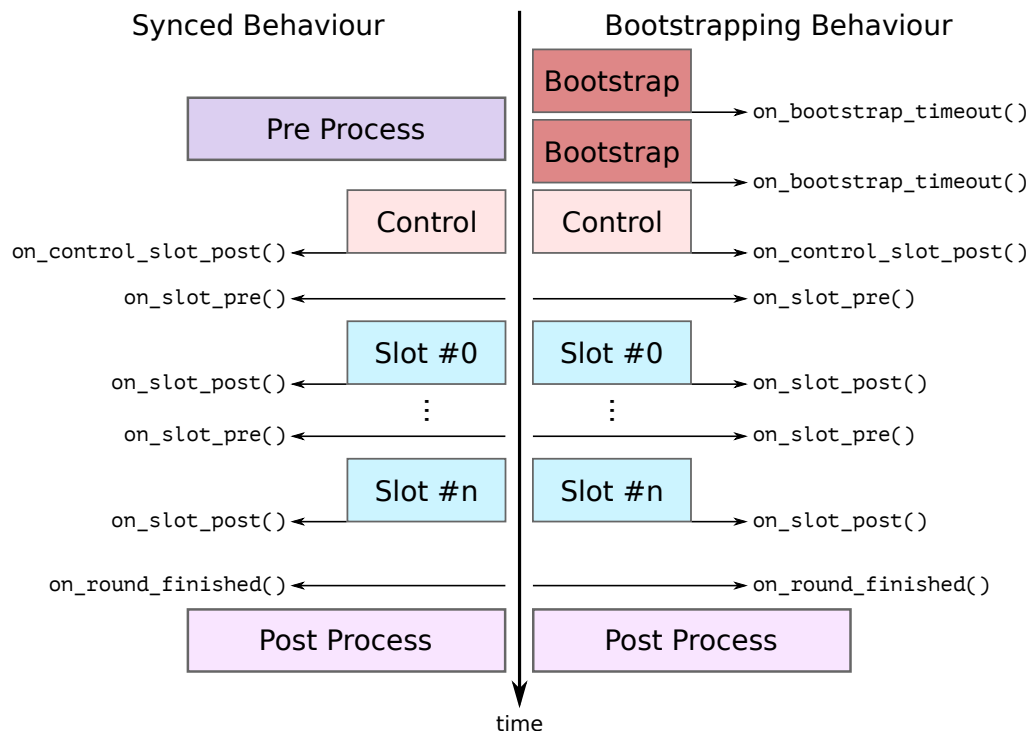 Synced Behaviour
Bootstrapping Behaviour
Bootstrap
on_bootstrap_timeout()
Pre Process
Bootstrap
on_bootstrap_timeout()
Control
Control
on_control_slot_post()
on_control_slot_post()
on_slot_pre()
on_slot_pre()
Slot #0
Slot #0
on_slot_post()
on_slot_post()
⋮
⋮
on_slot_pre()
on_slot_pre()
Slot #n
Slot #n
on_slot_post()
on_slot_post()
on_round_finished()
on_round_finished()
Post Process
Post Process
time